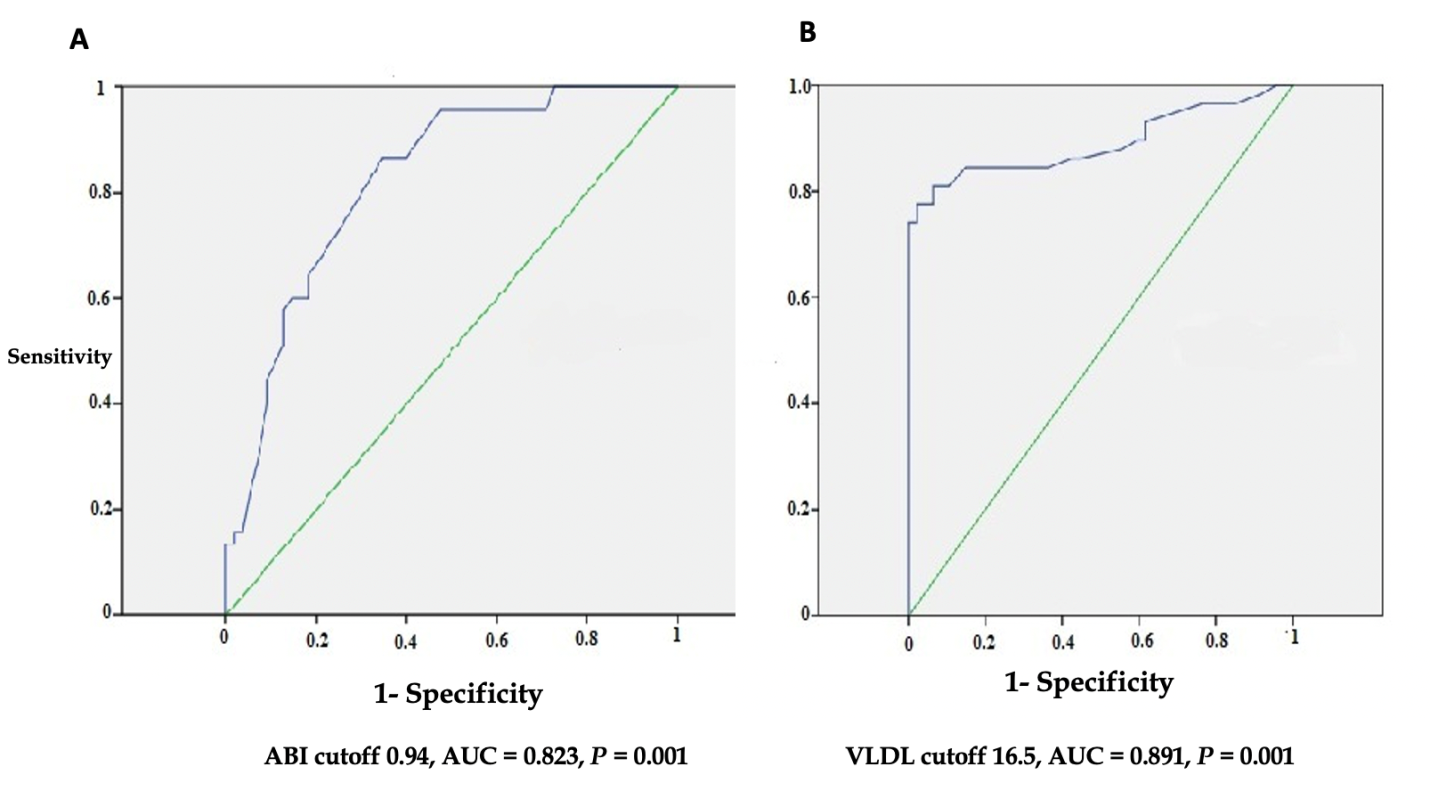 A
1
0.8
0.6
Sensitivity
0.4
0.2
0
0 0.2 0.4 0.6 0.8 1
1- Specificity
ABI cutoff 0.94, AUC = 0.823, P = 0.001
B
1.0
0.8
0.6
0.4
0.2
0
0 0.2 0.4 0.6 0.8 1
1- Specificity
VLDL cutoff 16.5, AUC = 0.891, P = 0.001